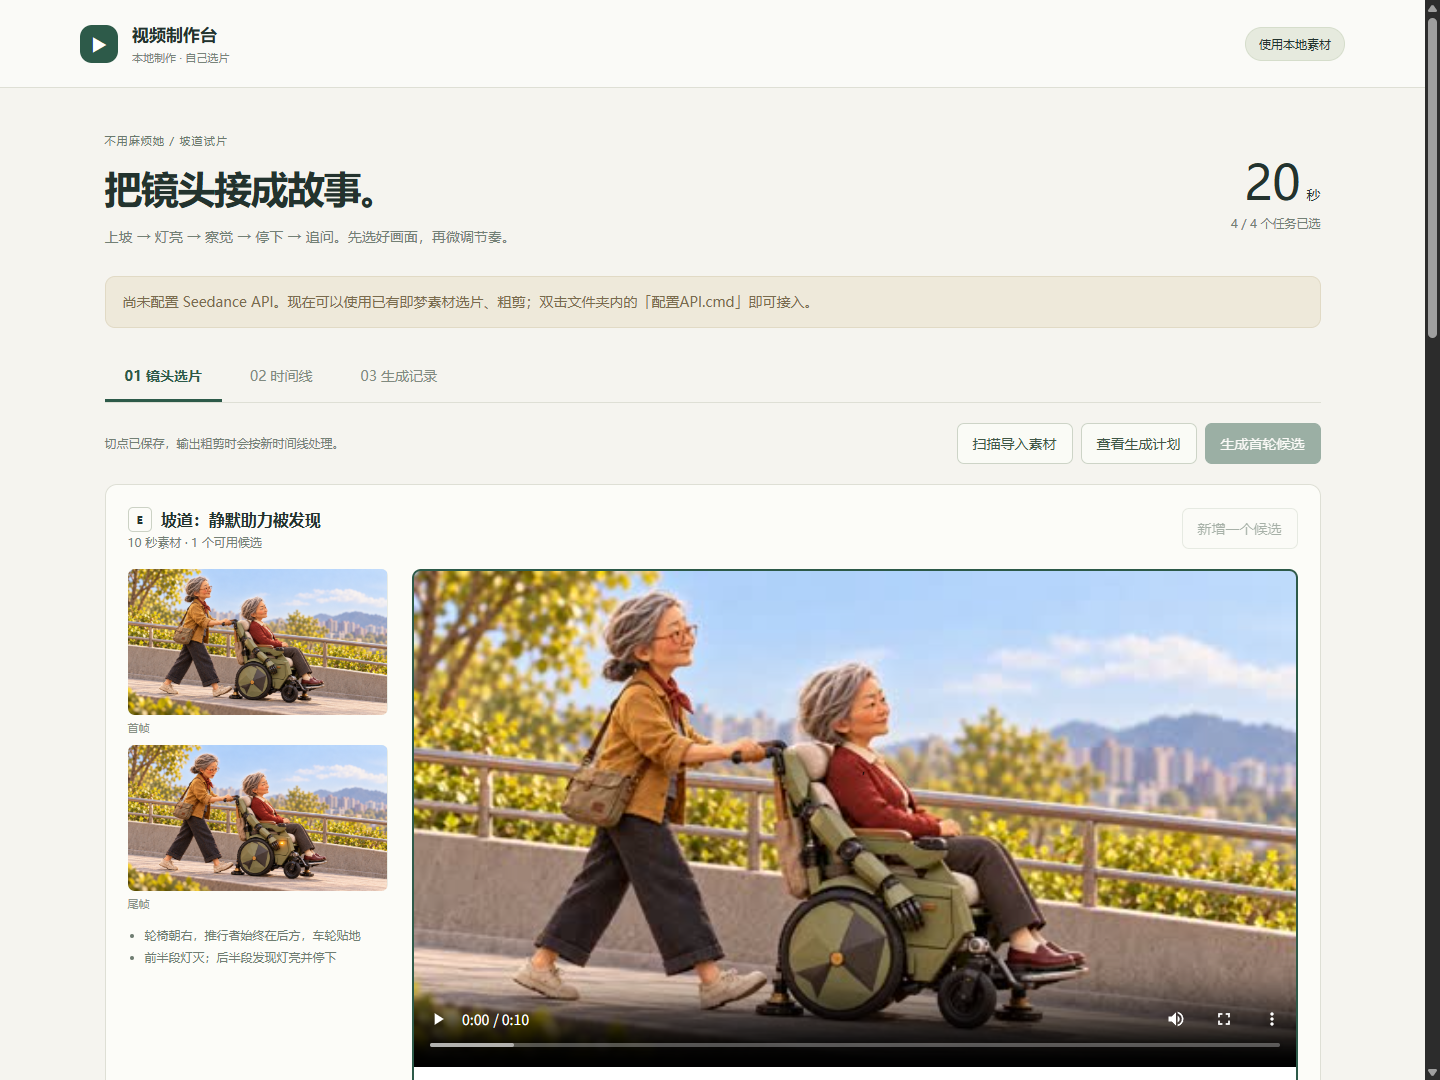 视频制作台
本地制作 · 自己选片
使用本地素材
不用麻烦她 / 坡道试片
把镜头接成故事。
20 秒
上坡 → 灯亮 → 察觉 → 停下 → 追问。先选好画面，再微调节奏。
4 / 4 个任务已选
尚未配置 Seedance API。现在可以使用已有即梦素材选片、粗剪；双击文件夹内的「配置API.cmd」即可接入。
01 镜头选片
02 时间线
03 生成记录
切点已保存，输出粗剪时会按新时间线处理。
扫描导入素材
查看生成计划
生成首轮候选
E 坡道：静默助力被发现
10 秒素材 · 1 个可用候选
新增一个候选
首帧
尾帧
• 轮椅朝右，推行者始终在后方，车轮贴地
• 前半段灯灭；后半段发现灯亮并停下
0:00 / 0:10